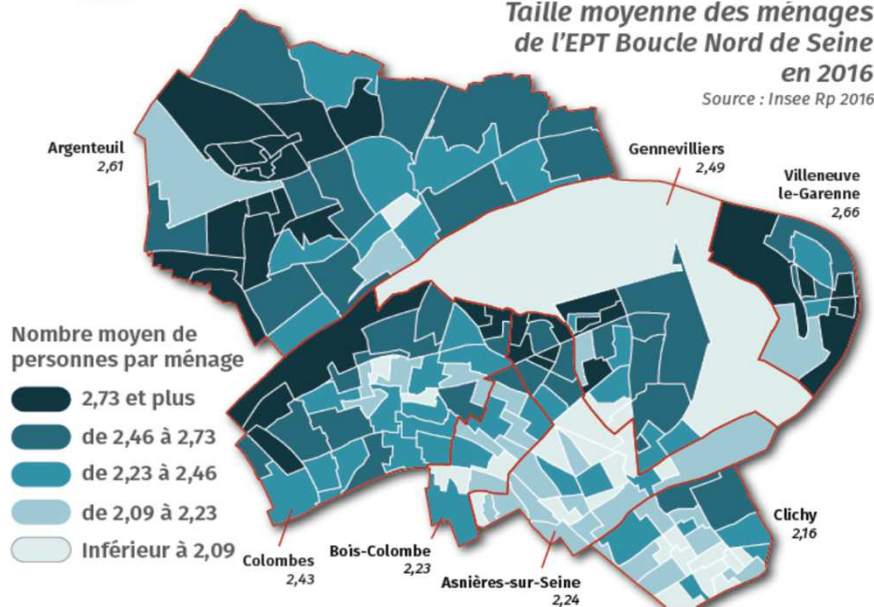 Taille moyenne des ménages
de l’EPT Boucle Nord de Seine
en 2016
Source : Insee Rp 2016
Argenteuil
2,61
Gennevilliers
2,49
Villeneuve
le-Garenne
2,66
Nombre moyen de
personnes par ménage
2,73 et plus
de 2,46 à 2,73
de 2,23 à 2,46
de 2,09 à 2,23
Inférieur à 2,09
Colombes
2,43
Bois-Colombe
2,23
Asnières-sur-Seine
2,24
Clichy
2,16